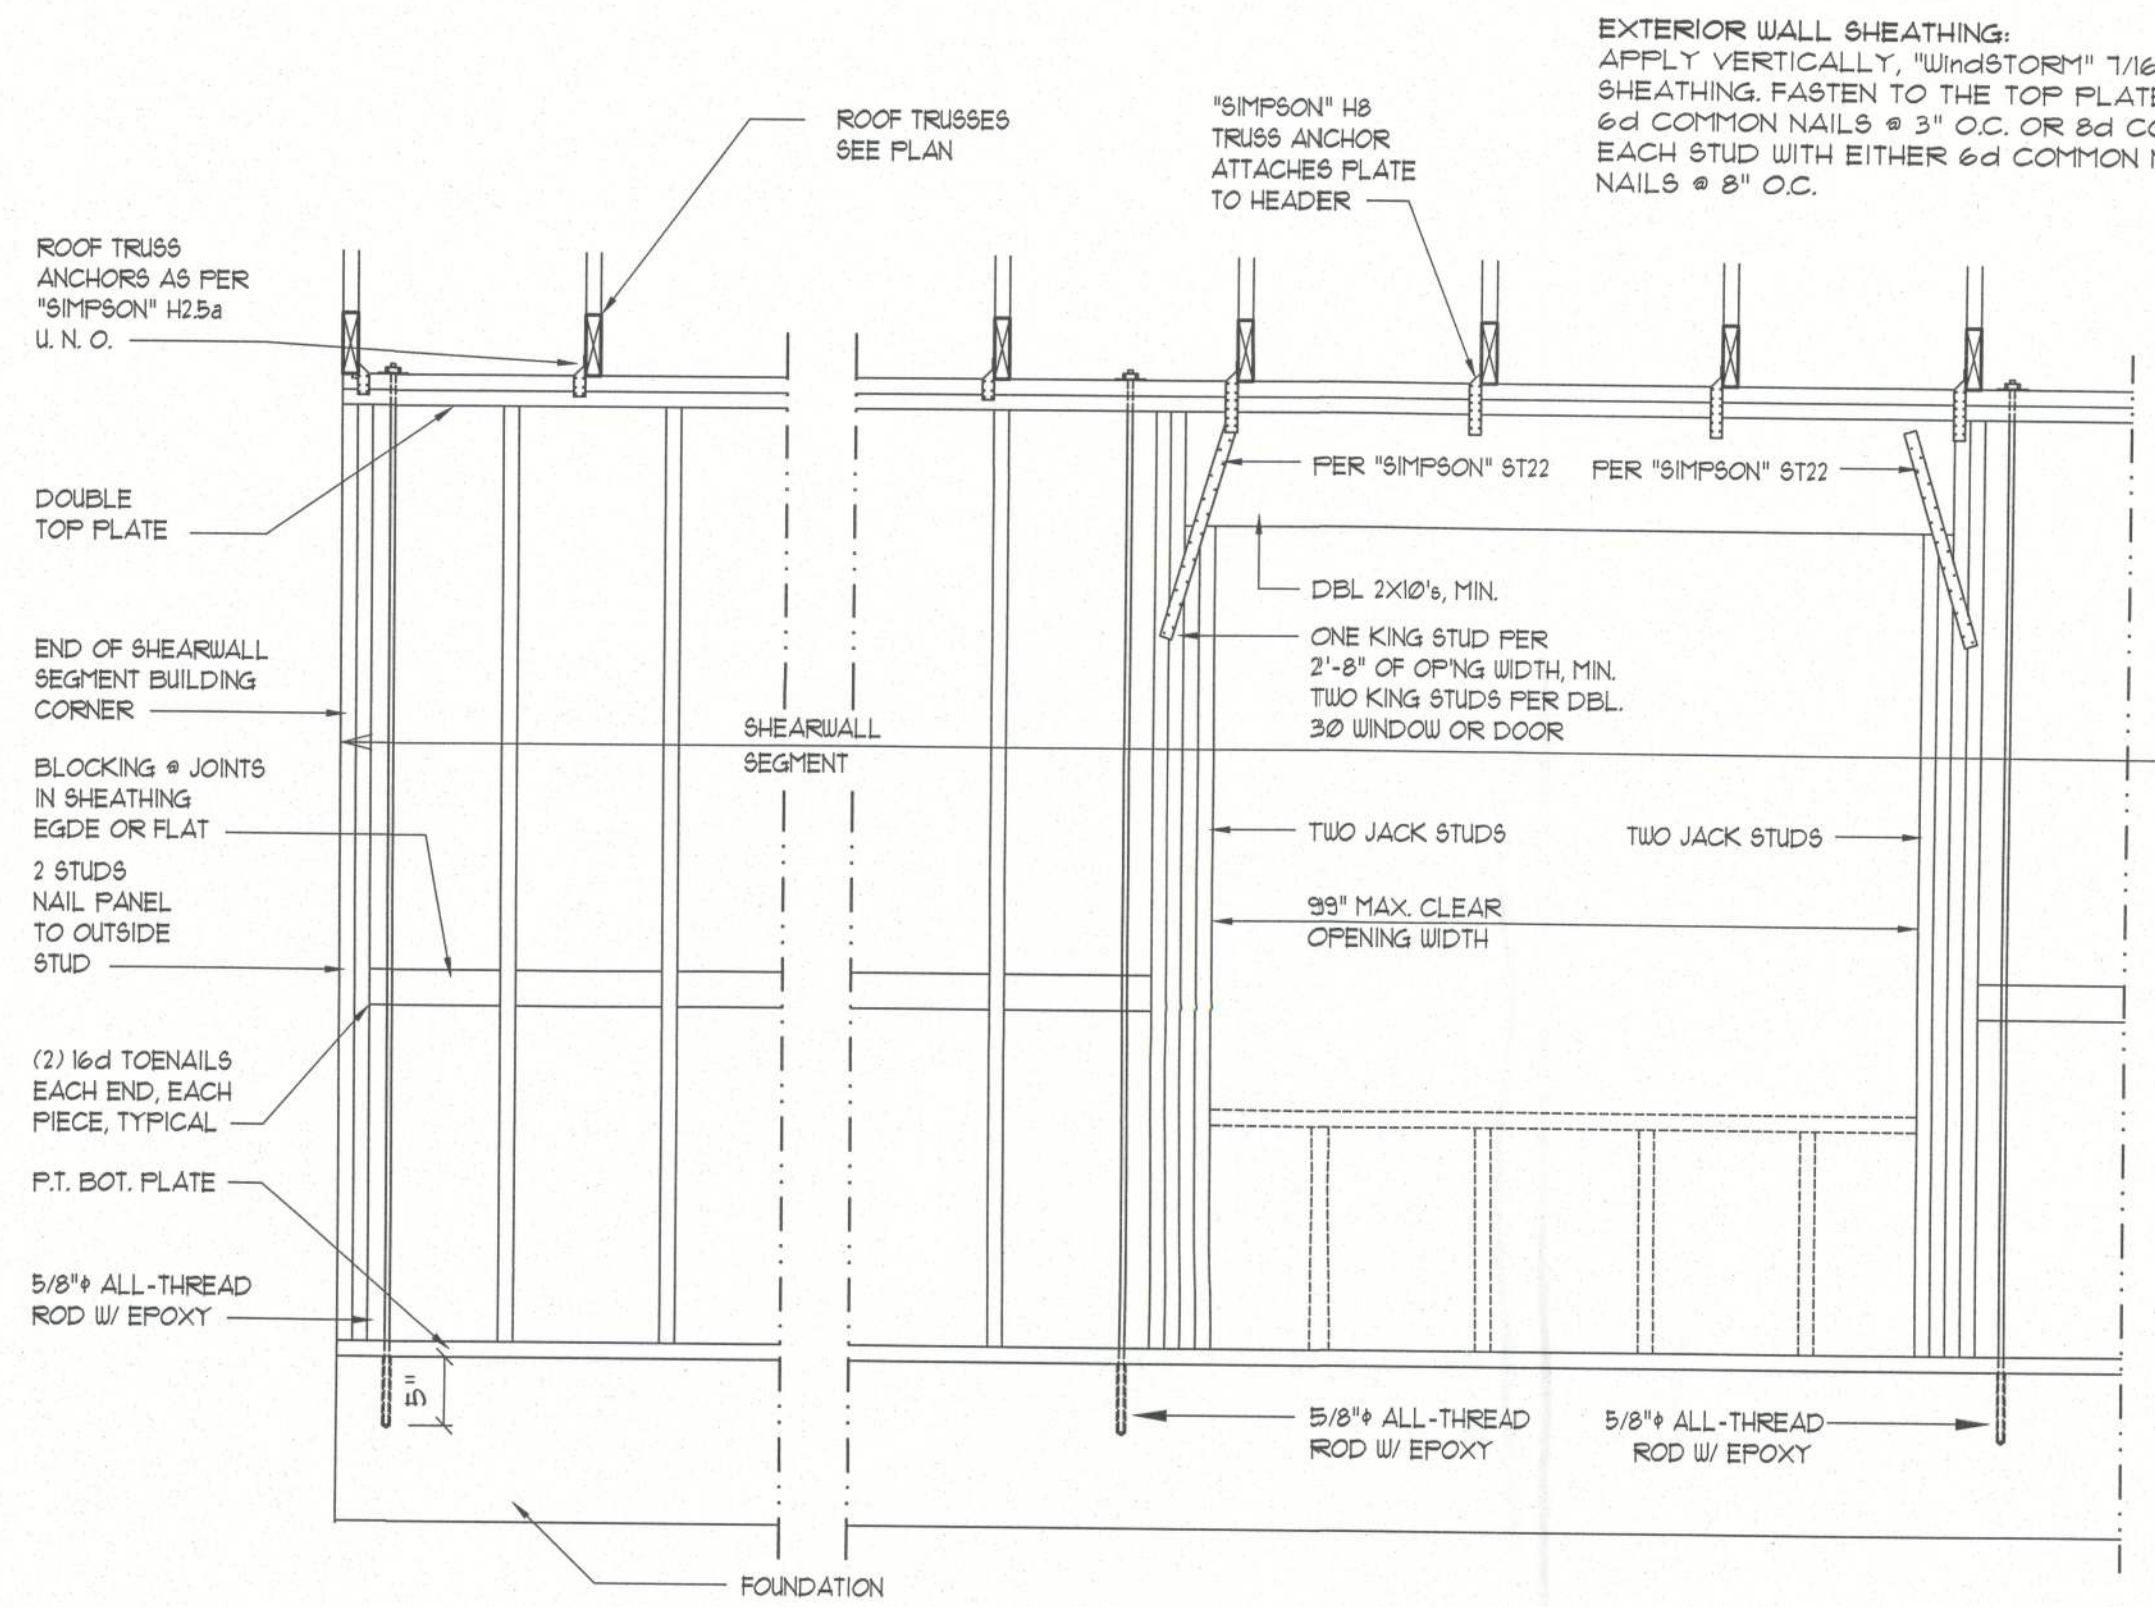 EXTERIOR WALL SHEATHING:
APPLY VERTICALLY, "WindSTORM" 7/16
SHEATHING. FASTEN TO THE TOP PLATE
6d COMMON NAILS @ 3" O.C. OR 8d CO
EACH STUD WITH EITHER 6d COMMON
NAILS @ 8" O.C.
"SIMPSON" H8
TRUSS ANCHOR
ATTACHES PLATE
TO HEADER
ROOF TRUSSES
SEE PLAN
ROOF TRUSS
ANCHORS AS PER
"SIMPSON" H2.5a
U. N. O.
PER "SIMPSON" ST22
PER "SIMPSON" ST22
DOUBLE
TOP PLATE
DBL 2X10's, MIN.
END OF SHEARWALL
SEGMENT BUILDING
CORNER
ONE KING STUD PER
2'-8" OF OP'NG WIDTH, MIN.
TWO KING STUDS PER DBL.
30 WINDOW OR DOOR
SHEARWALL
SEGMENT
BLOCKING @ JOINTS
IN SHEATHING
EGDE OR FLAT
TWO JACK STUDS
TWO JACK STUDS
2 STUDS
NAIL PANEL
TO OUTSIDE
STUD
99" MAX. CLEAR
OPENING WIDTH
(2) 16d TOENAILS
EACH END, EACH
PIECE, TYPICAL
P.T. BOT. PLATE
5/8"ϕ ALL-THREAD
ROD W/ EPOXY
5"
5/8"ϕ ALL-THREAD
ROD W/ EPOXY
5/8"ϕ ALL-THREAD
ROD W/ EPOXY
FOUNDATION